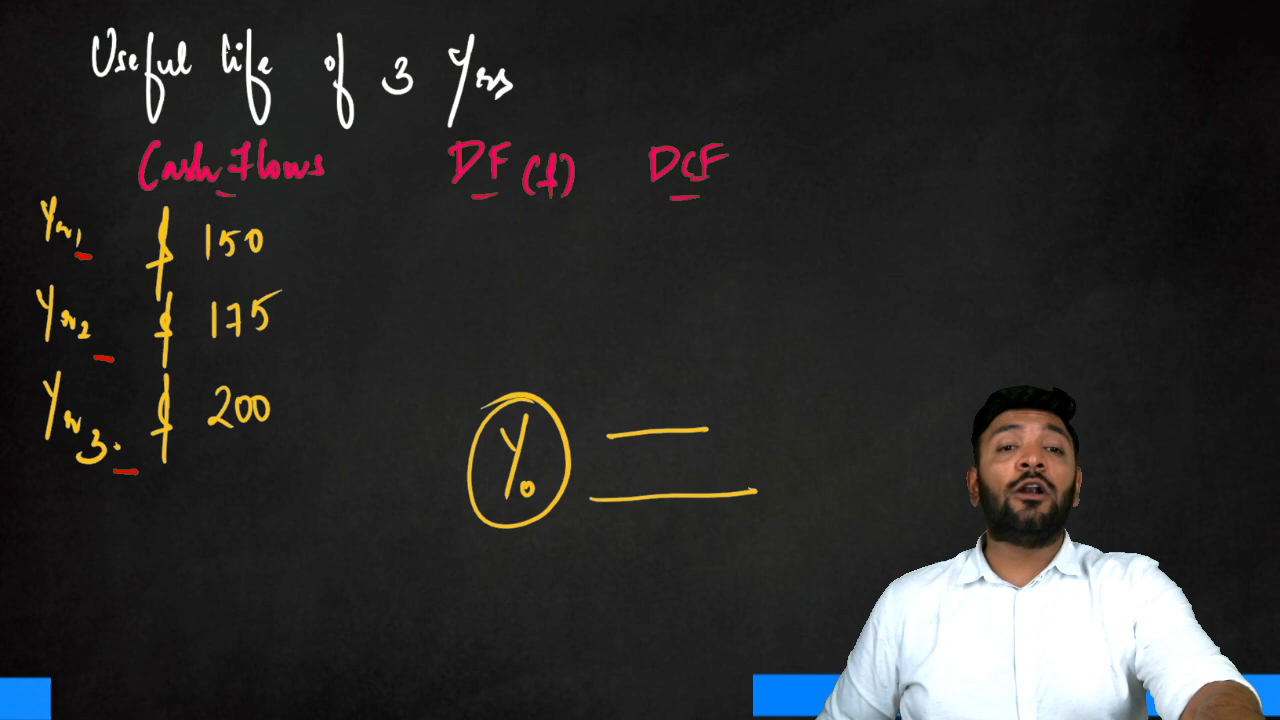 Useful life of 3 Yrs
Cash Flows DF (f) DCF
Yr1 $ 150
Yr2 $ 175
Yr3. $ 200
Y0